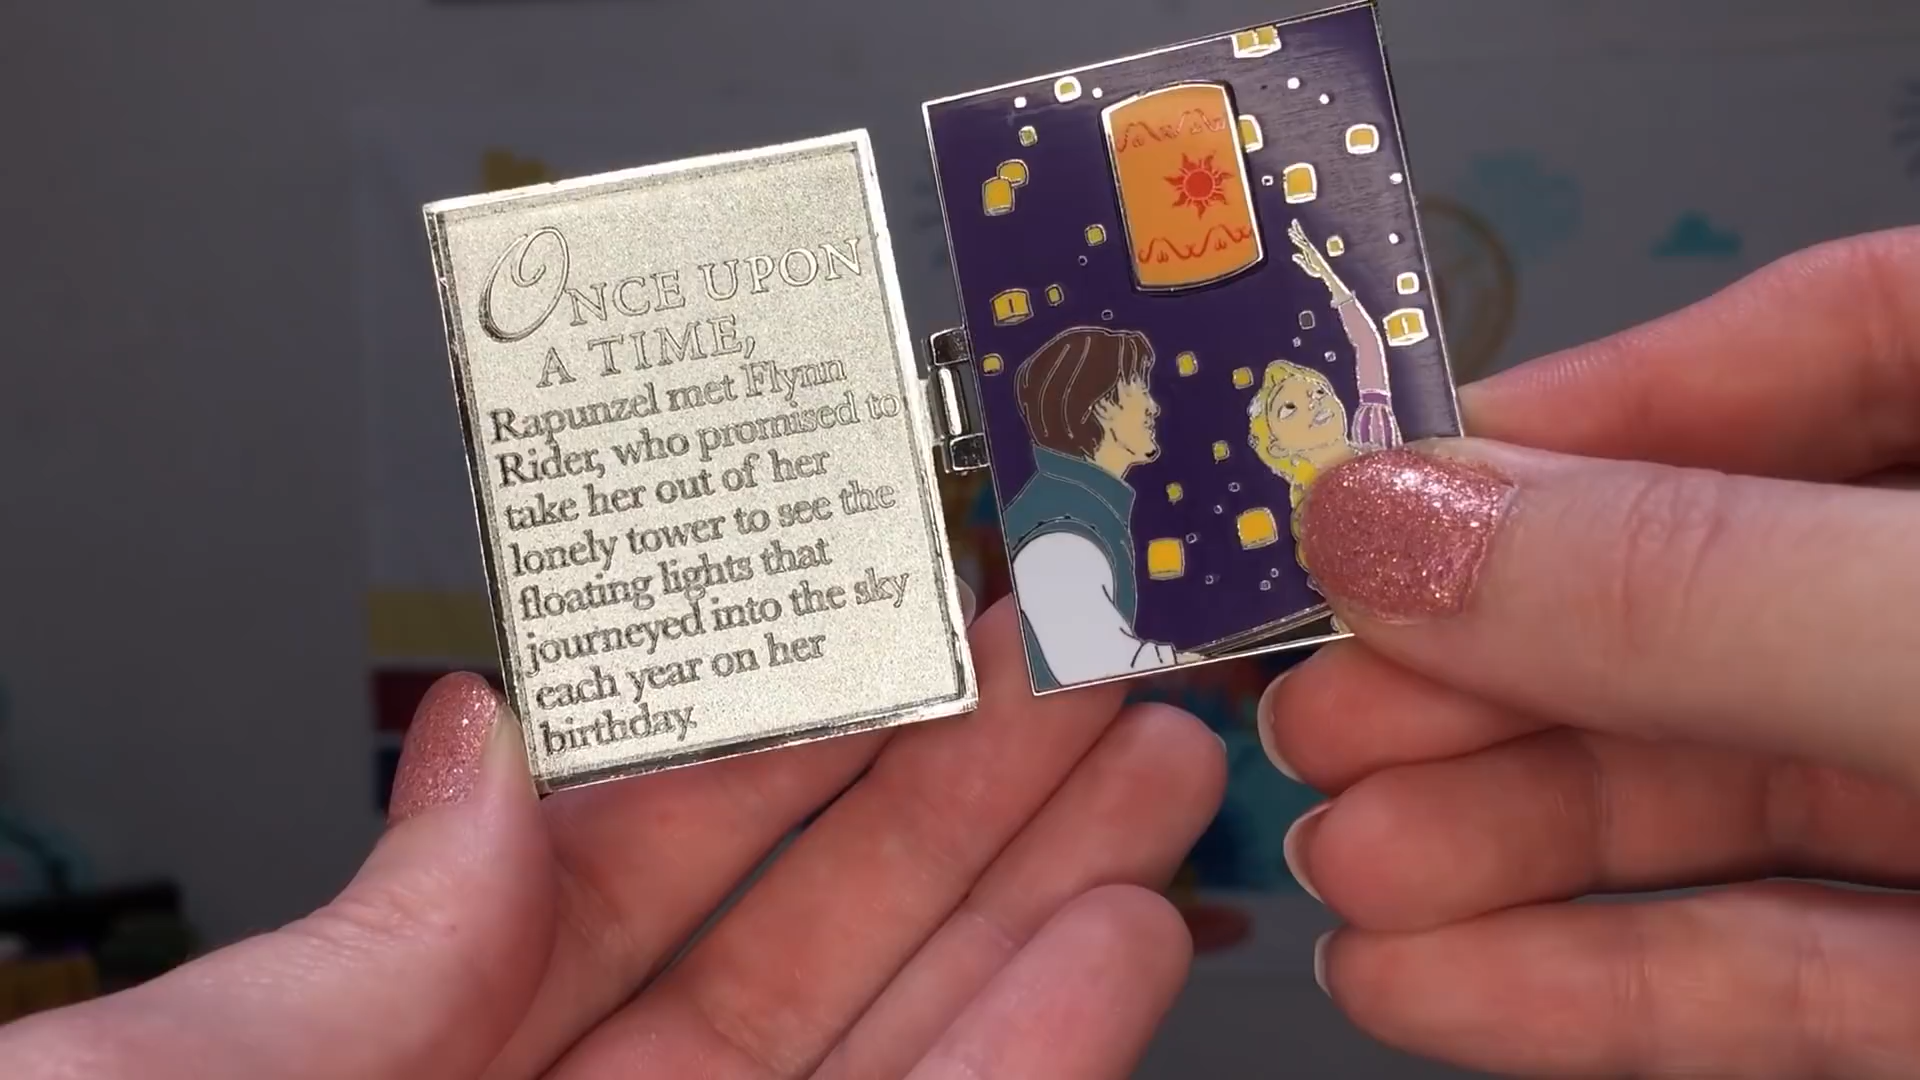 ONCE UPON
A TIME,
Rapunzel met Flynn
Rider, who promised to
take her out of her
lonely tower to see the
floating lights that
journeyed into the sky
each year on her
birthday.